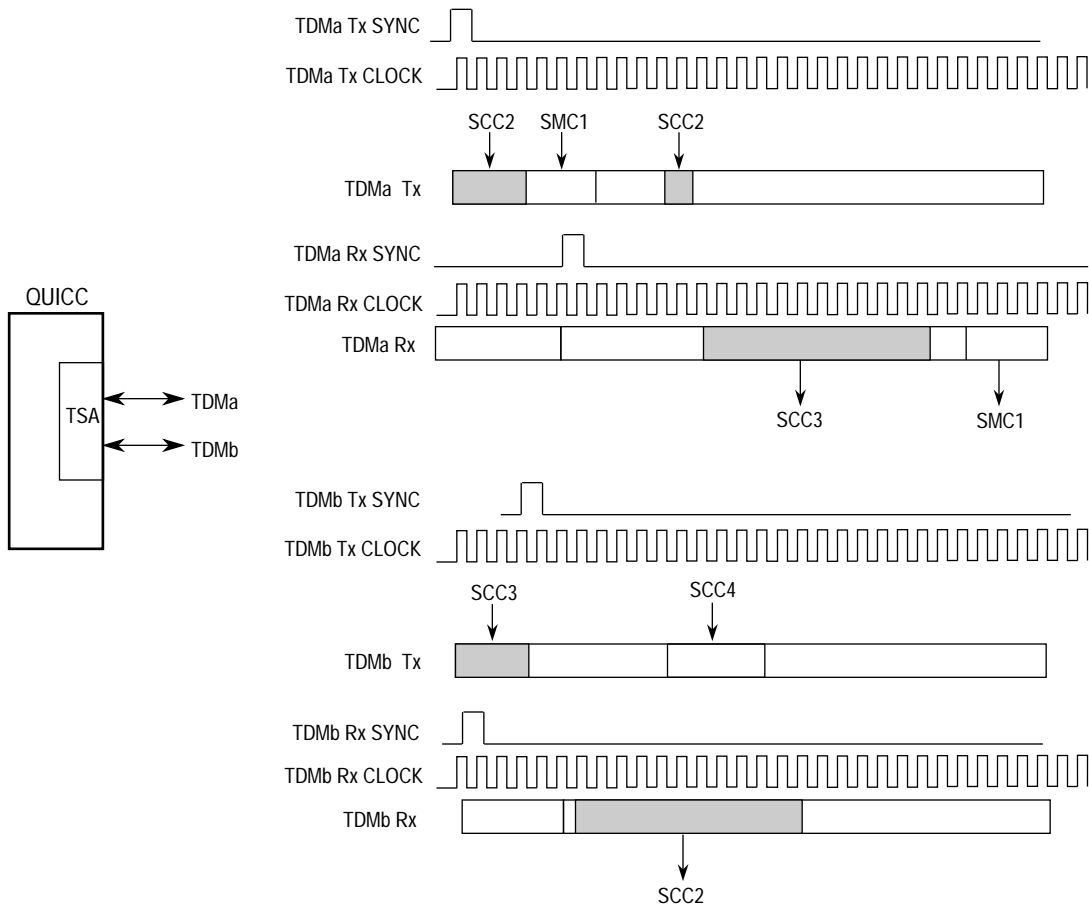 TDMa Tx SYNC
TDMa Tx CLOCK
SCC2 SMC1 SCC2
TDMa Tx
TDMa Rx SYNC
TDMa Rx CLOCK
TDMa Rx
SCC3 SMC1
QUICC
TSA
TDMa
TDMb
TDMb Tx SYNC
TDMb Tx CLOCK
SCC3 SCC4
TDMb Tx
TDMb Rx SYNC
TDMb Rx CLOCK
TDMb Rx
SCC2